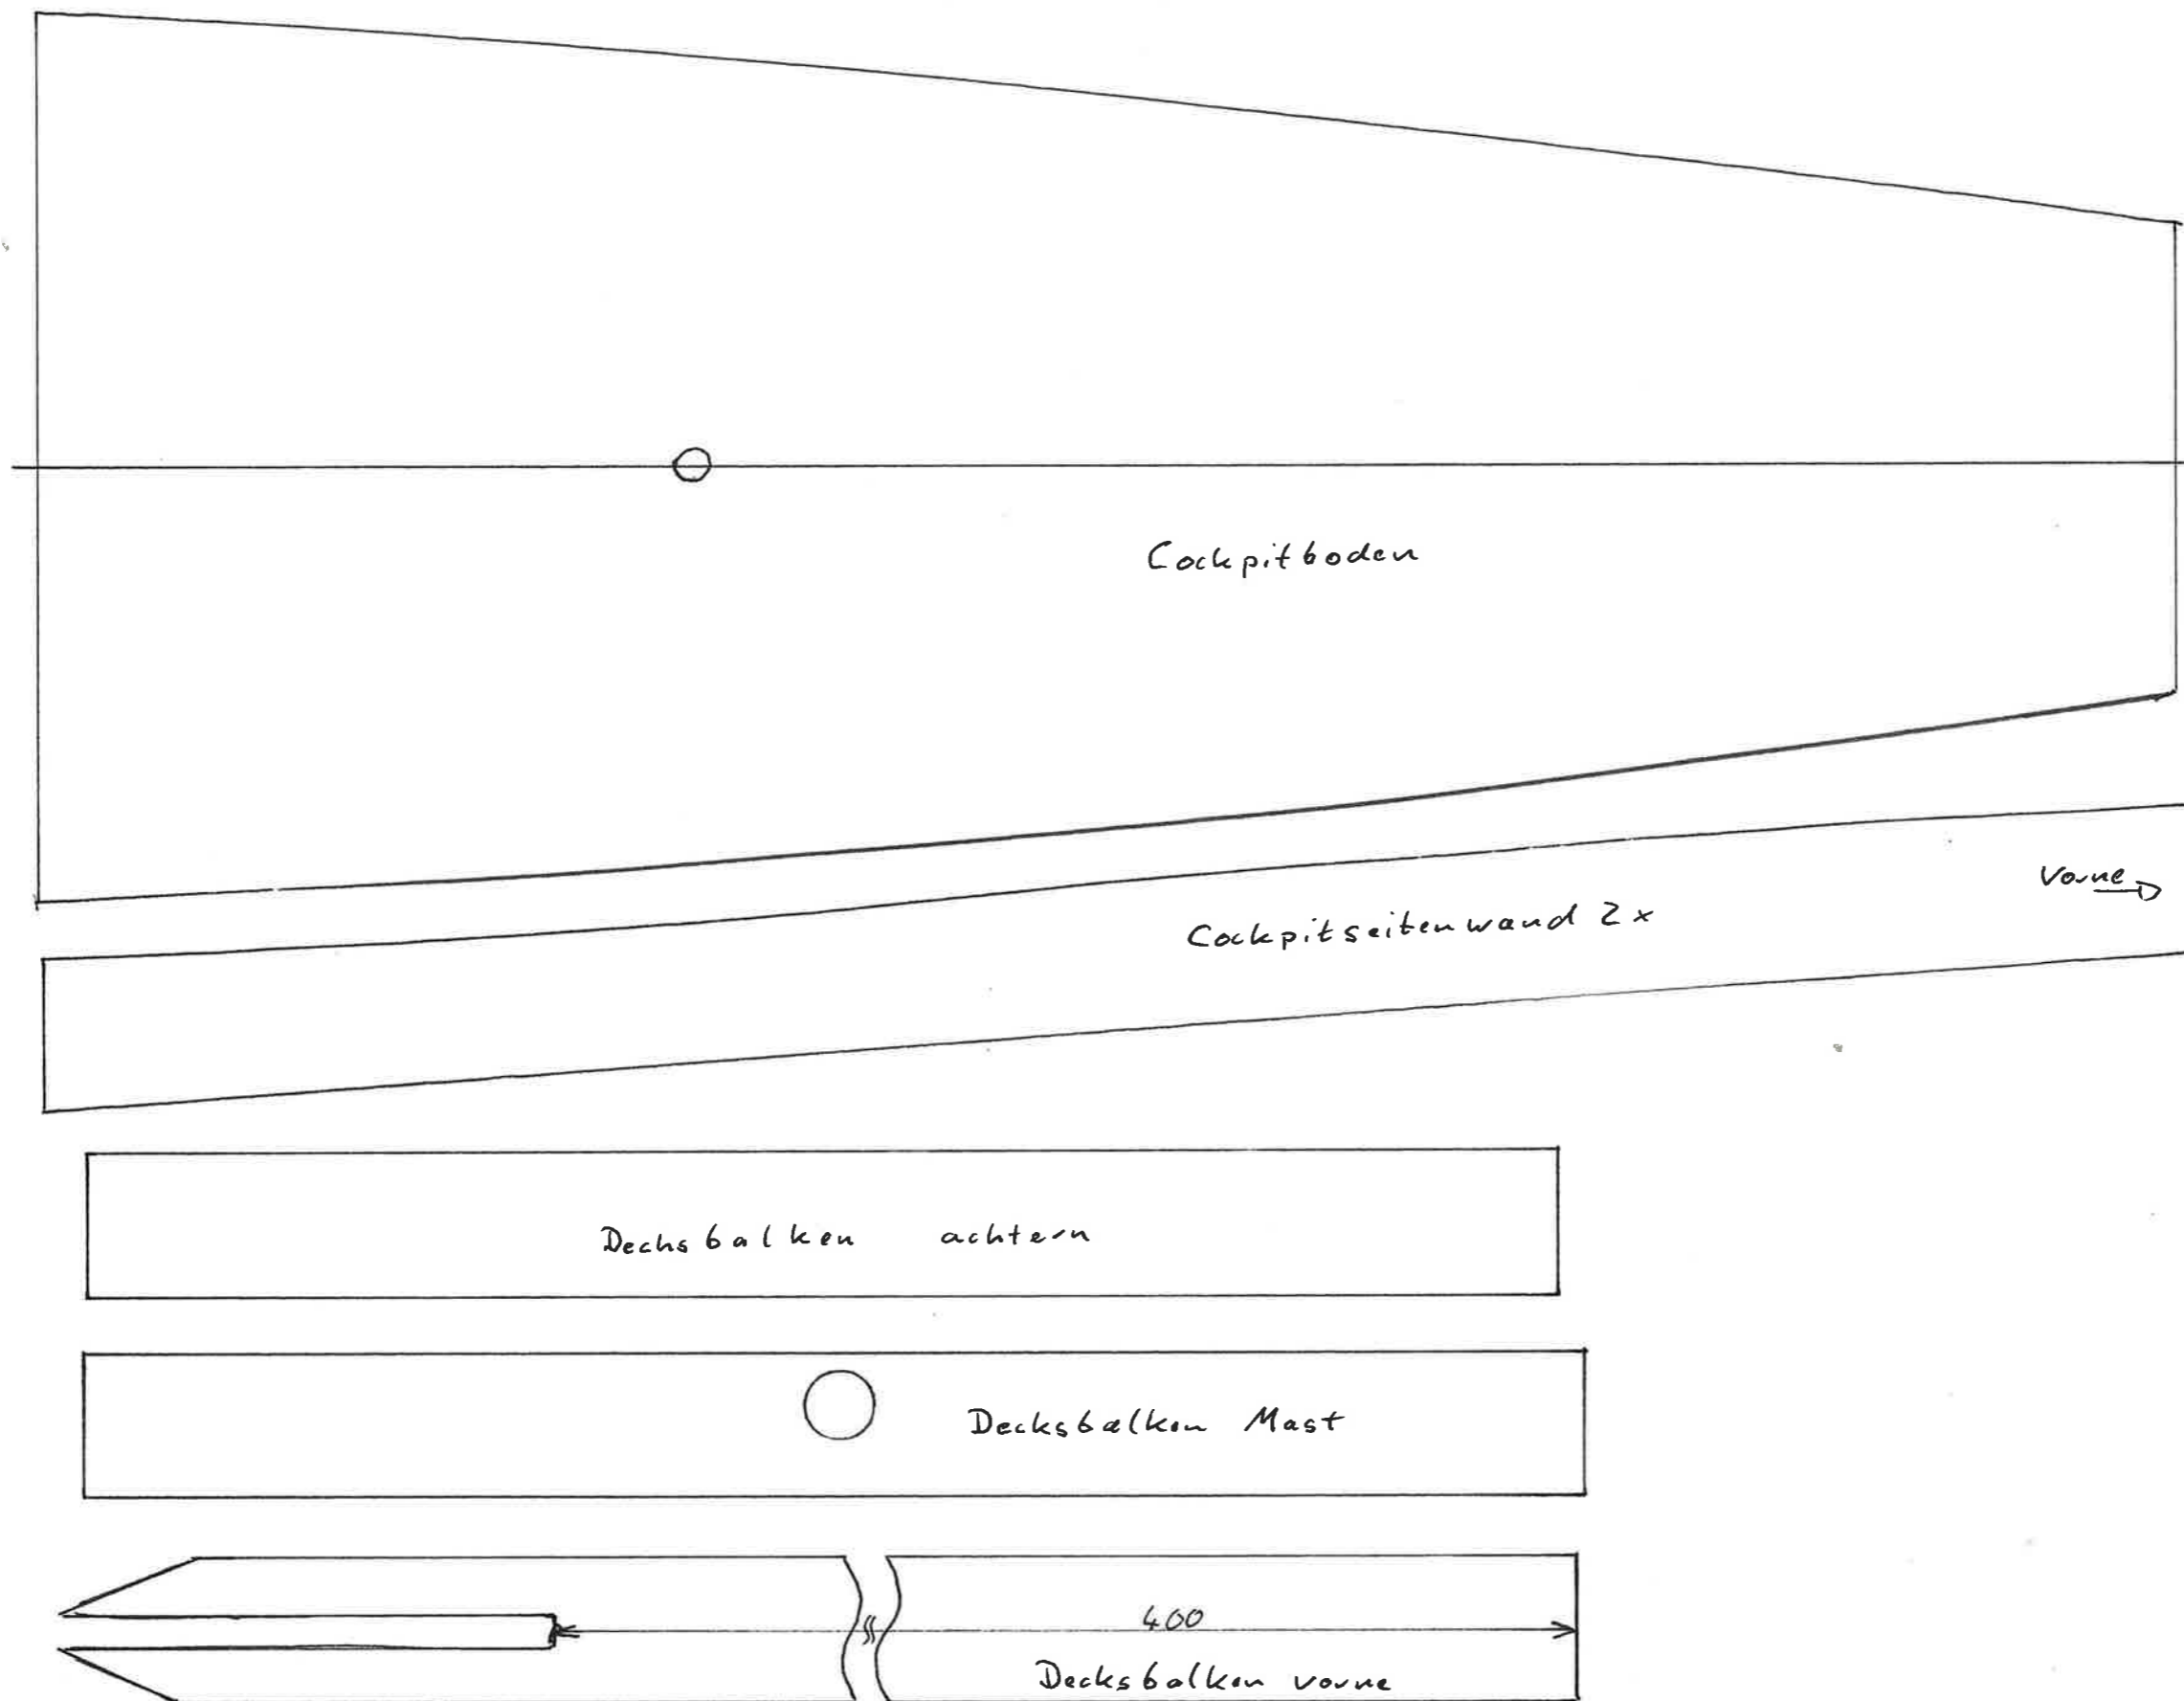 Cockpitboden
Vorne
Cockpitseitenwand 2x
Decksbalken achtern
Decksbalken Mast
400
Decksbalken vorne